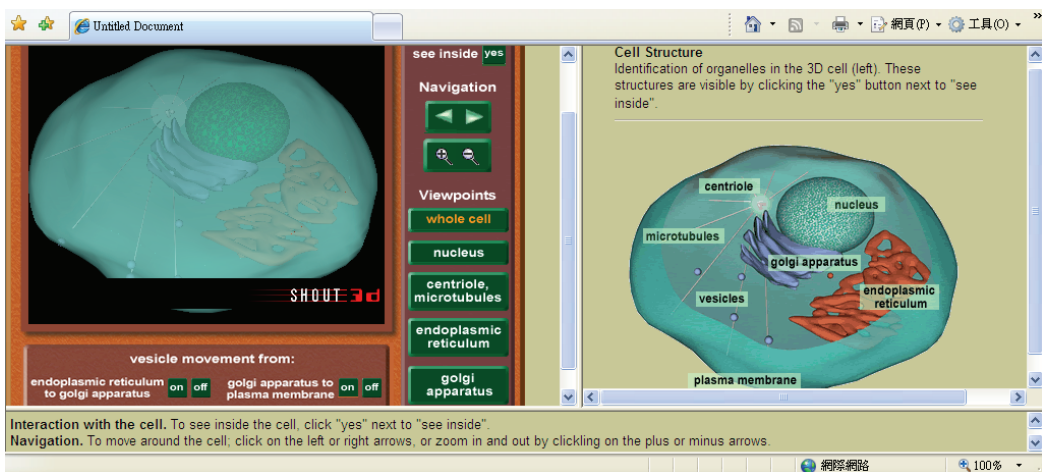 Untitled Document
網頁(P)
工具(O)
»
see inside yes
Navigation
Viewpoints
whole cell
nucleus
centriole,
microtubules
endoplasmic
reticulum
golgi
apparatus
SHOUT 3d
vesicle movement from:
endoplasmic reticulum
to golgi apparatus
on off
golgi apparatus to
plasma membrane
on off
Cell Structure
Identification of organelles in the 3D cell (left). These
structures are visible by clicking the "yes" button next to "see
inside".
centriole
nucleus
microtubules
golgi apparatus
endoplasmic
reticulum
vesicles
plasma membrane
Interaction with the cell. To see inside the cell, click "yes" next to "see inside".
Navigation. To move around the cell; click on the left or right arrows, or zoom in and out by clickling on the plus or minus arrows.
網際網路
100%